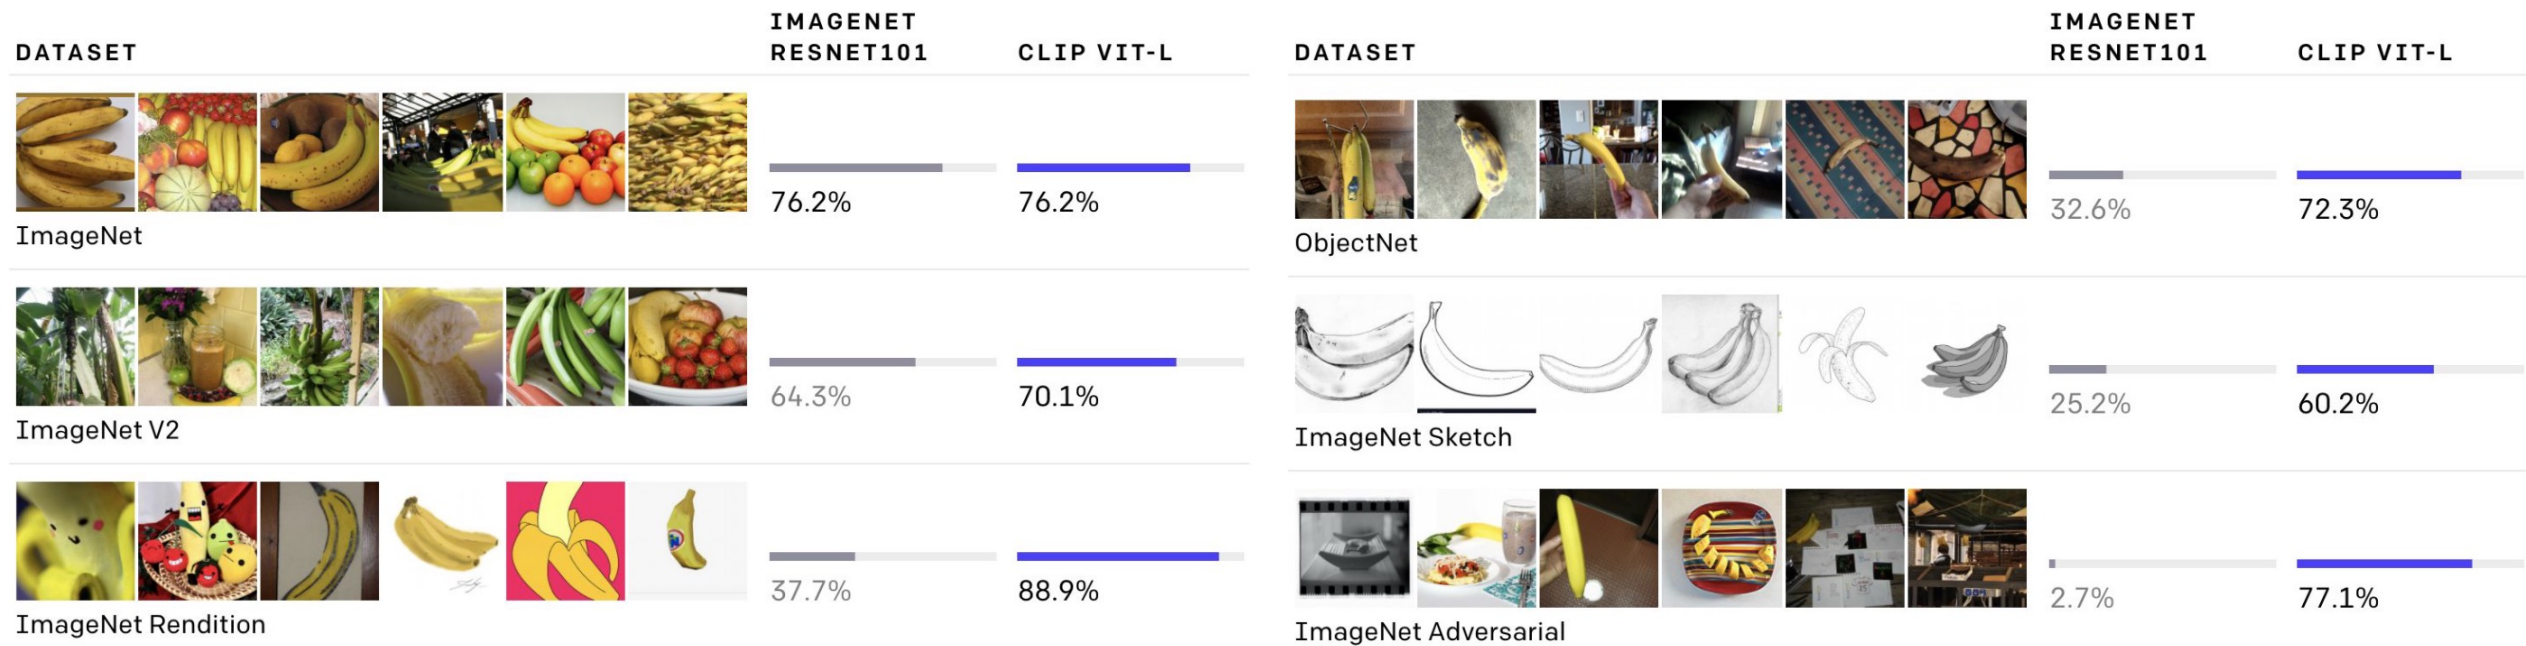 DATASET
IMAGENET
RESNET101
CLIP VIT-L
76.2%
76.2%
ImageNet
64.3%
70.1%
ImageNet V2
37.7%
88.9%
ImageNet Rendition
DATASET
IMAGENET
RESNET101
CLIP VIT-L
32.6%
72.3%
ObjectNet
25.2%
60.2%
ImageNet Sketch
2.7%
77.1%
ImageNet Adversarial